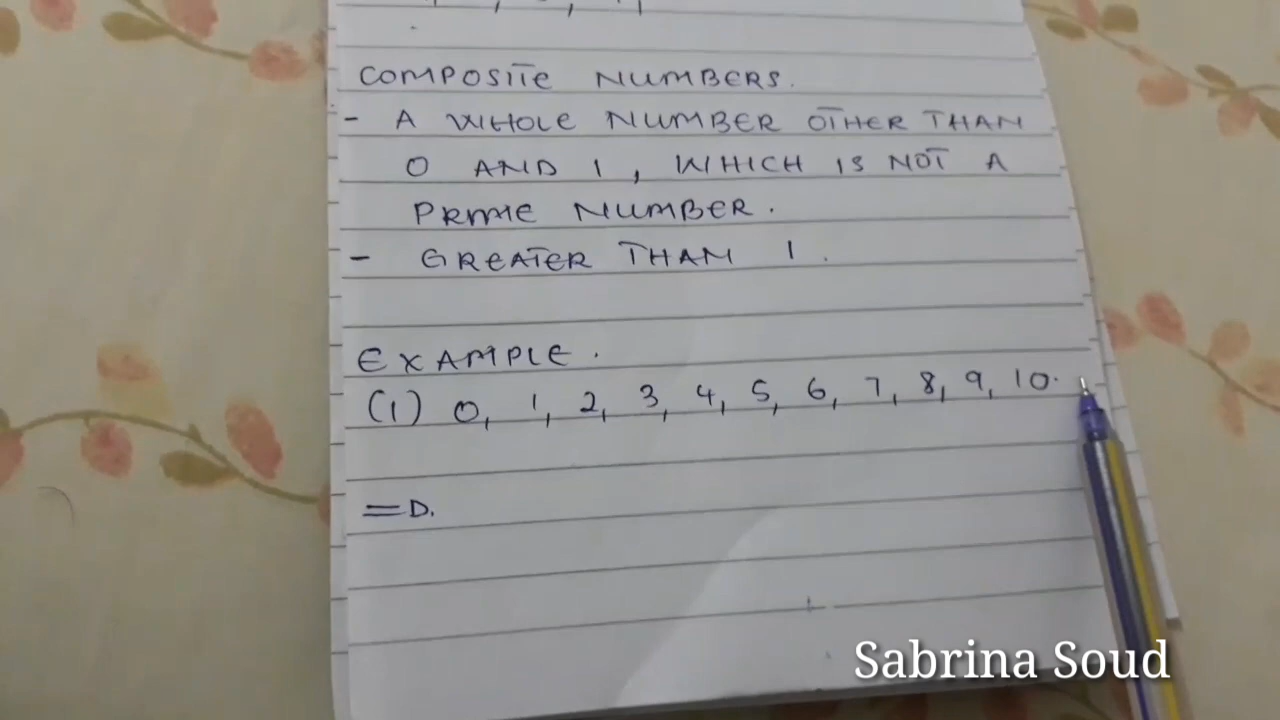 COMPOSITE NUMBERS.
- A WHOLE NUMBER OTHER THAN
0 AND 1, WHICH IS NOT A
PRIME NUMBER.
- GREATER THAN 1.
EXAMPLE.
(1) 0, 1, 2, 3, 4, 5, 6, 7, 8, 9, 10.
=D.
Sabrina Soud